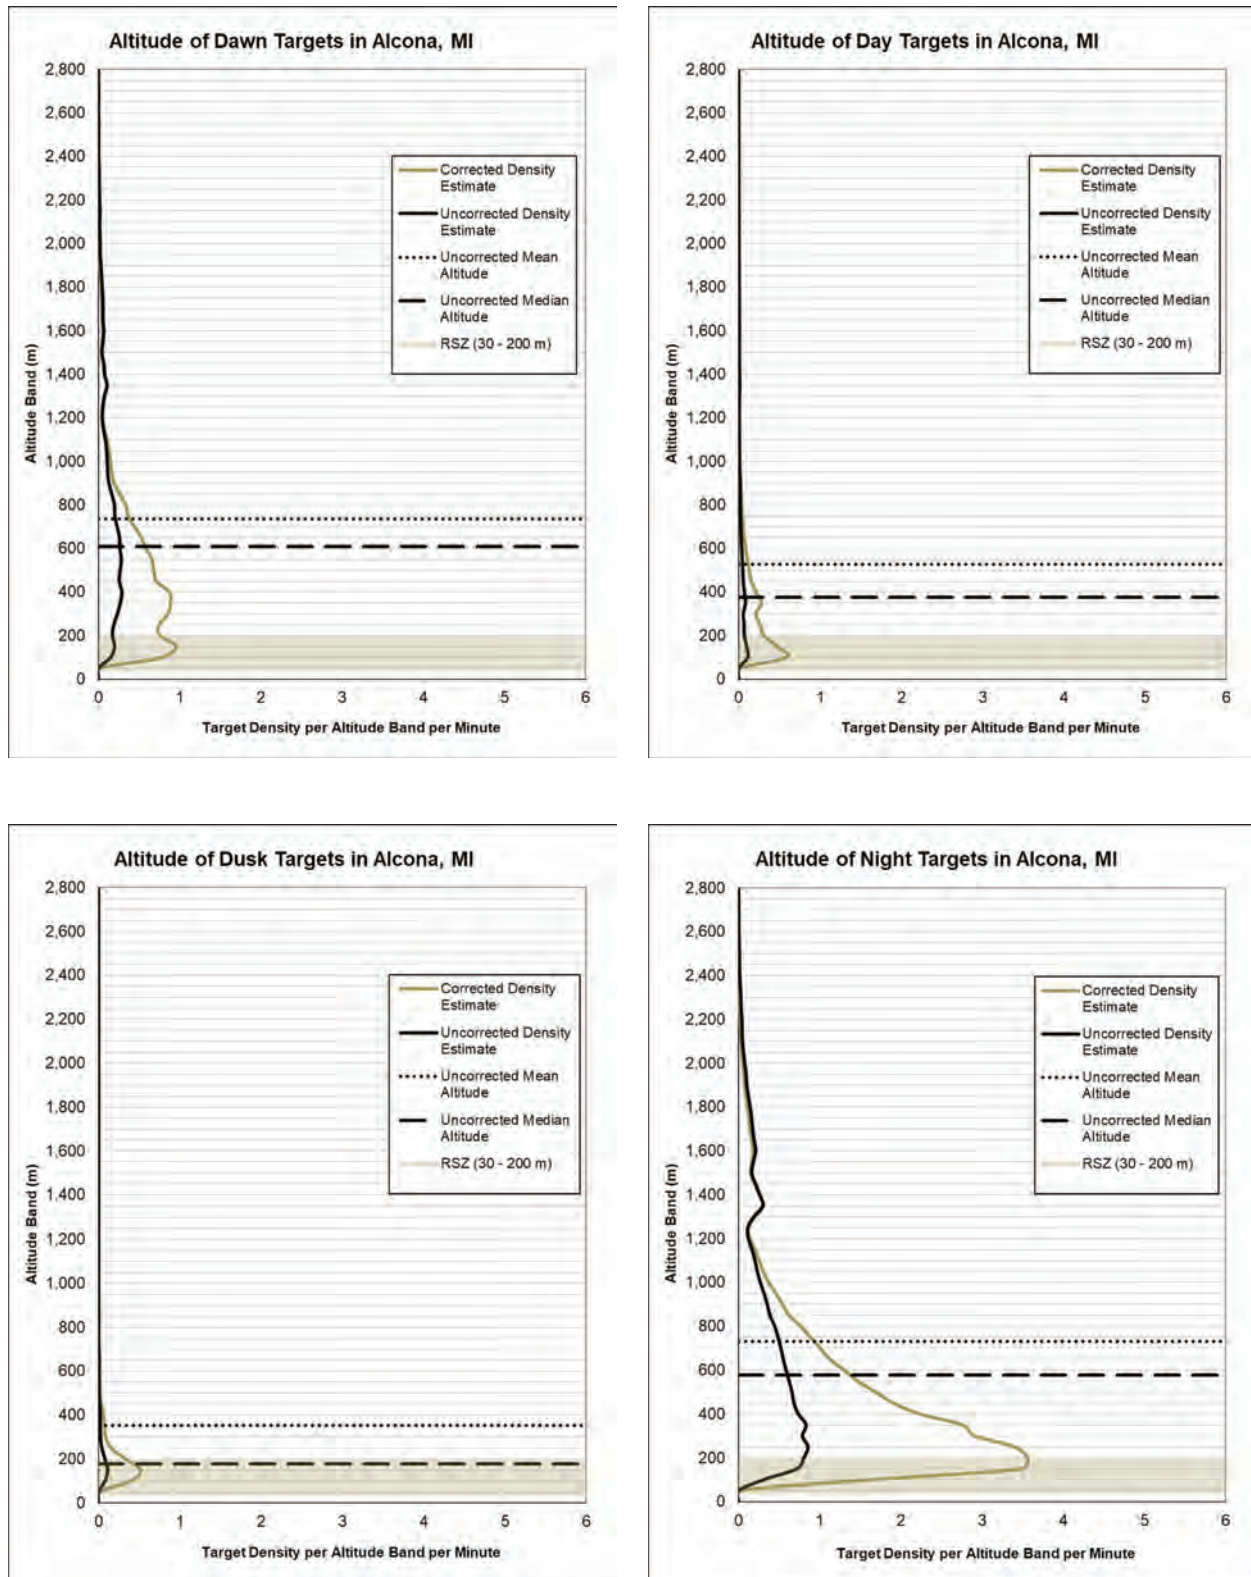 Altitude of Dawn Targets in Alcona, MI
2,800
2,600
2,400
2,200
2,000
1,800
1,600
1,400
1,200
1,000
800
600
400
200
0
Altitude Band (m)
Corrected Density
Estimate
Uncorrected Density
Estimate
Uncorrected Mean
Altitude
Uncorrected Median
Altitude
RSZ (30 - 200 m)
0 1 2 3 4 5 6
Target Density per Altitude Band per Minute
Altitude of Day Targets in Alcona, MI
2,800
2,600
2,400
2,200
2,000
1,800
1,600
1,400
1,200
1,000
800
600
400
200
0
Altitude Band (m)
Corrected Density
Estimate
Uncorrected Density
Estimate
Uncorrected Mean
Altitude
Uncorrected Median
Altitude
RSZ (30 - 200 m)
0 1 2 3 4 5 6
Target Density per Altitude Band per Minute
Altitude of Dusk Targets in Alcona, MI
2,800
2,600
2,400
2,200
2,000
1,800
1,600
1,400
1,200
1,000
800
600
400
200
0
Altitude Band (m)
Corrected Density
Estimate
Uncorrected Density
Estimate
Uncorrected Mean
Altitude
Uncorrected Median
Altitude
RSZ (30 - 200 m)
0 1 2 3 4 5 6
Target Density per Altitude Band per Minute
Altitude of Night Targets in Alcona, MI
2,800
2,600
2,400
2,200
2,000
1,800
1,600
1,400
1,200
1,000
800
600
400
200
0
Altitude Band (m)
Corrected Density
Estimate
Uncorrected Density
Estimate
Uncorrected Mean
Altitude
Uncorrected Median
Altitude
RSZ (30 - 200 m)
0 1 2 3 4 5 6
Target Density per Altitude Band per Minute